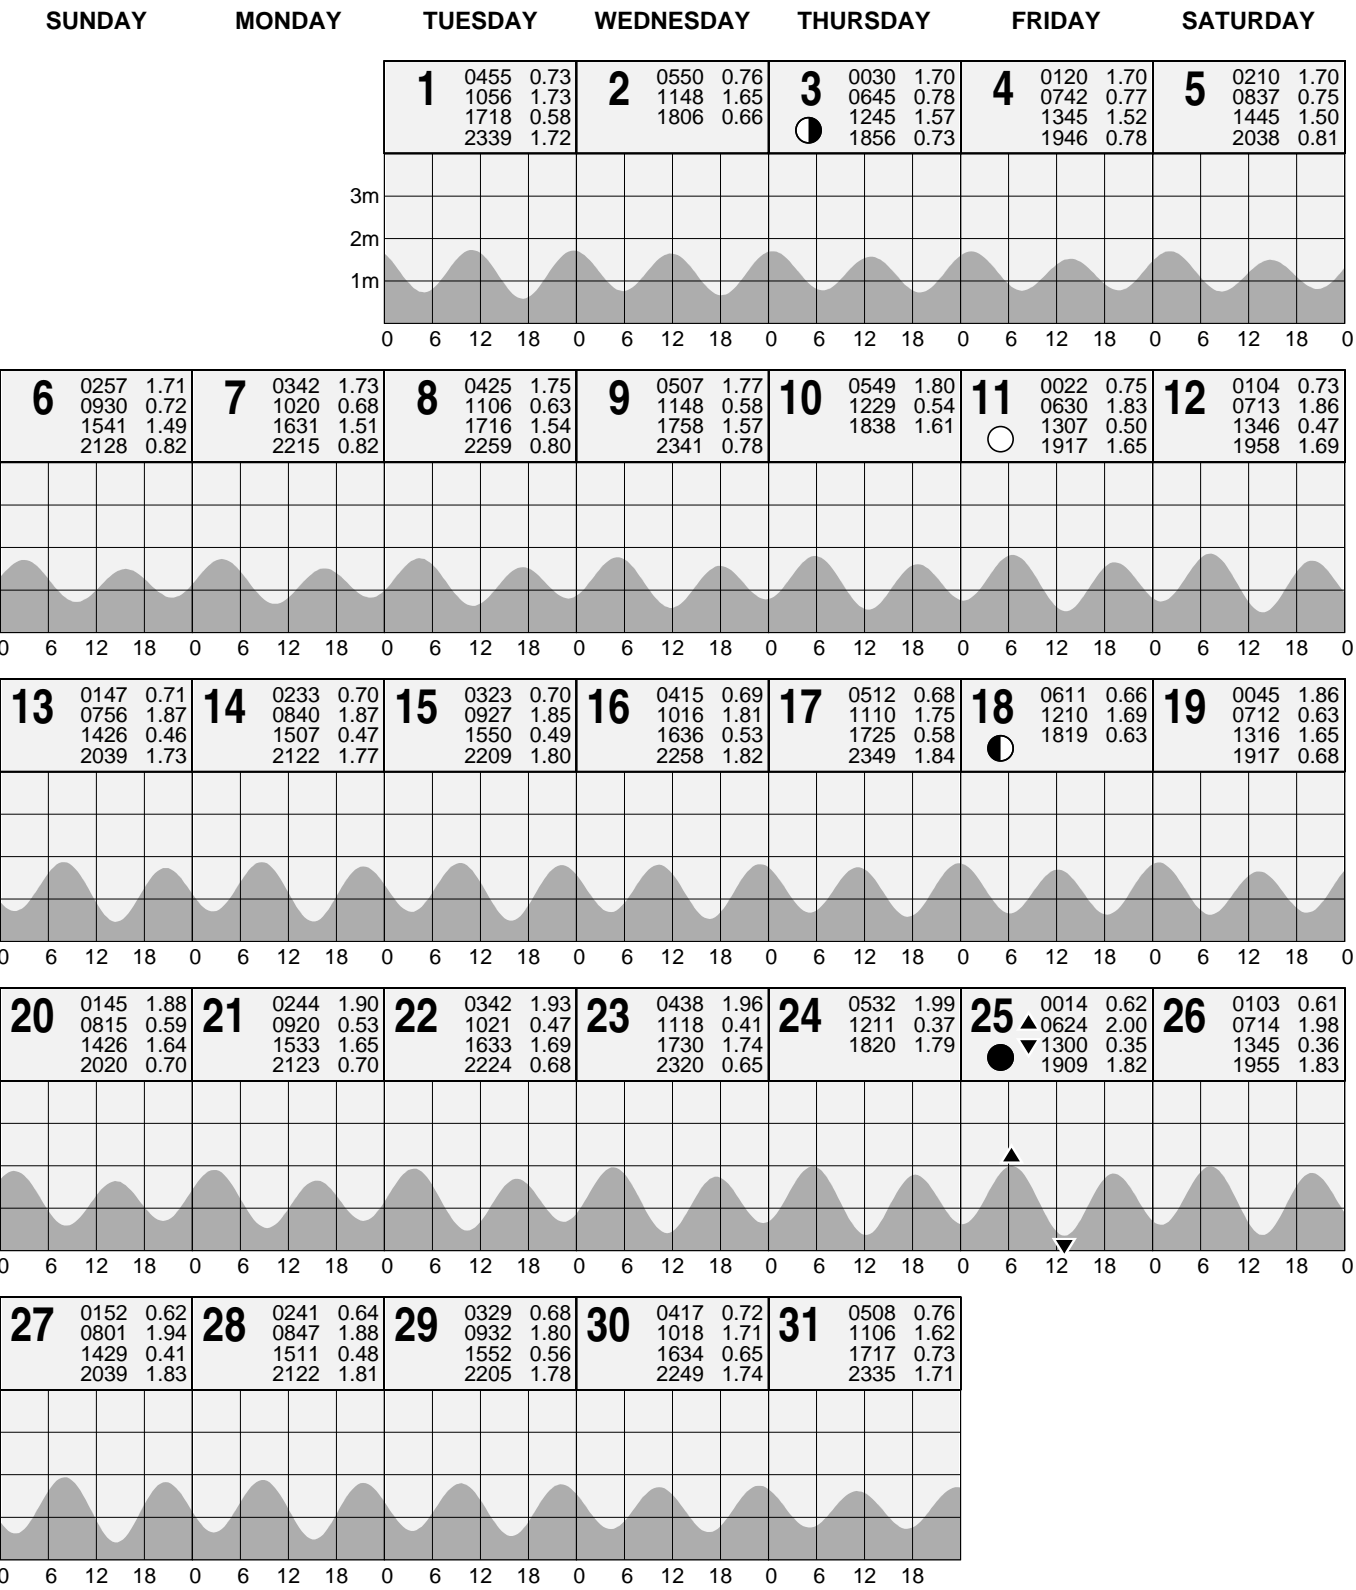 SUNDAY MONDAY TUESDAY WEDNESDAY THURSDAY FRIDAY SATURDAY
1 0455 0.73
1056 1.73
1718 0.58
2339 1.72
2 0550 0.76
1148 1.65
1806 0.66
3 0030 1.70
0645 0.78
1245 1.57
1856 0.73
4 0120 1.70
0742 0.77
1345 1.52
1946 0.78
5 0210 1.70
0837 0.75
1445 1.50
2038 0.81
3m
2m
1m
0 6 12 18 0 6 12 18 0 6 12 18 0 6 12 18 0 6 12 18 0
6 0257 1.71
0930 0.72
1541 1.49
2128 0.82
7 0342 1.73
1020 0.68
1631 1.51
2215 0.82
8 0425 1.75
1106 0.63
1716 1.54
2259 0.80
9 0507 1.77
1148 0.58
1758 1.57
2341 0.78
10 0549 1.80
1229 0.54
1838 1.61
11 0022 0.75
0630 1.83
1307 0.50
1917 1.65
12 0104 0.73
0713 1.86
1346 0.47
1958 1.69
0 6 12 18 0 6 12 18 0 6 12 18 0 6 12 18 0 6 12 18 0 6 12 18 0 6 12 18 0
13 0147 0.71
0756 1.87
1426 0.46
2039 1.73
14 0233 0.70
0840 1.87
1507 0.47
2122 1.77
15 0323 0.70
0927 1.85
1550 0.49
2209 1.80
16 0415 0.69
1016 1.81
1636 0.53
2258 1.82
17 0512 0.68
1110 1.75
1725 0.58
2349 1.84
18 0611 0.66
1210 1.69
1819 0.63
19 0045 1.86
0712 0.63
1316 1.65
1917 0.68
0 6 12 18 0 6 12 18 0 6 12 18 0 6 12 18 0 6 12 18 0 6 12 18 0 6 12 18 0
20 0145 1.88
0815 0.59
1426 1.64
2020 0.70
21 0244 1.90
0920 0.53
1533 1.65
2123 0.70
22 0342 1.93
1021 0.47
1633 1.69
2224 0.68
23 0438 1.96
1118 0.41
1730 1.74
2320 0.65
24 0532 1.99
1211 0.37
1820 1.79
25 0014 0.62
0624 2.00
1300 0.35
1909 1.82
26 0103 0.61
0714 1.98
1345 0.36
1955 1.83
0 6 12 18 0 6 12 18 0 6 12 18 0 6 12 18 0 6 12 18 0 6 12 18 0 6 12 18 0
27 0152 0.62
0801 1.94
1429 0.41
2039 1.83
28 0241 0.64
0847 1.88
1511 0.48
2122 1.81
29 0329 0.68
0932 1.80
1552 0.56
2205 1.78
30 0417 0.72
1018 1.71
1634 0.65
2249 1.74
31 0508 0.76
1106 1.62
1717 0.73
2335 1.71
0 6 12 18 0 6 12 18 0 6 12 18 0 6 12 18 0 6 12 18